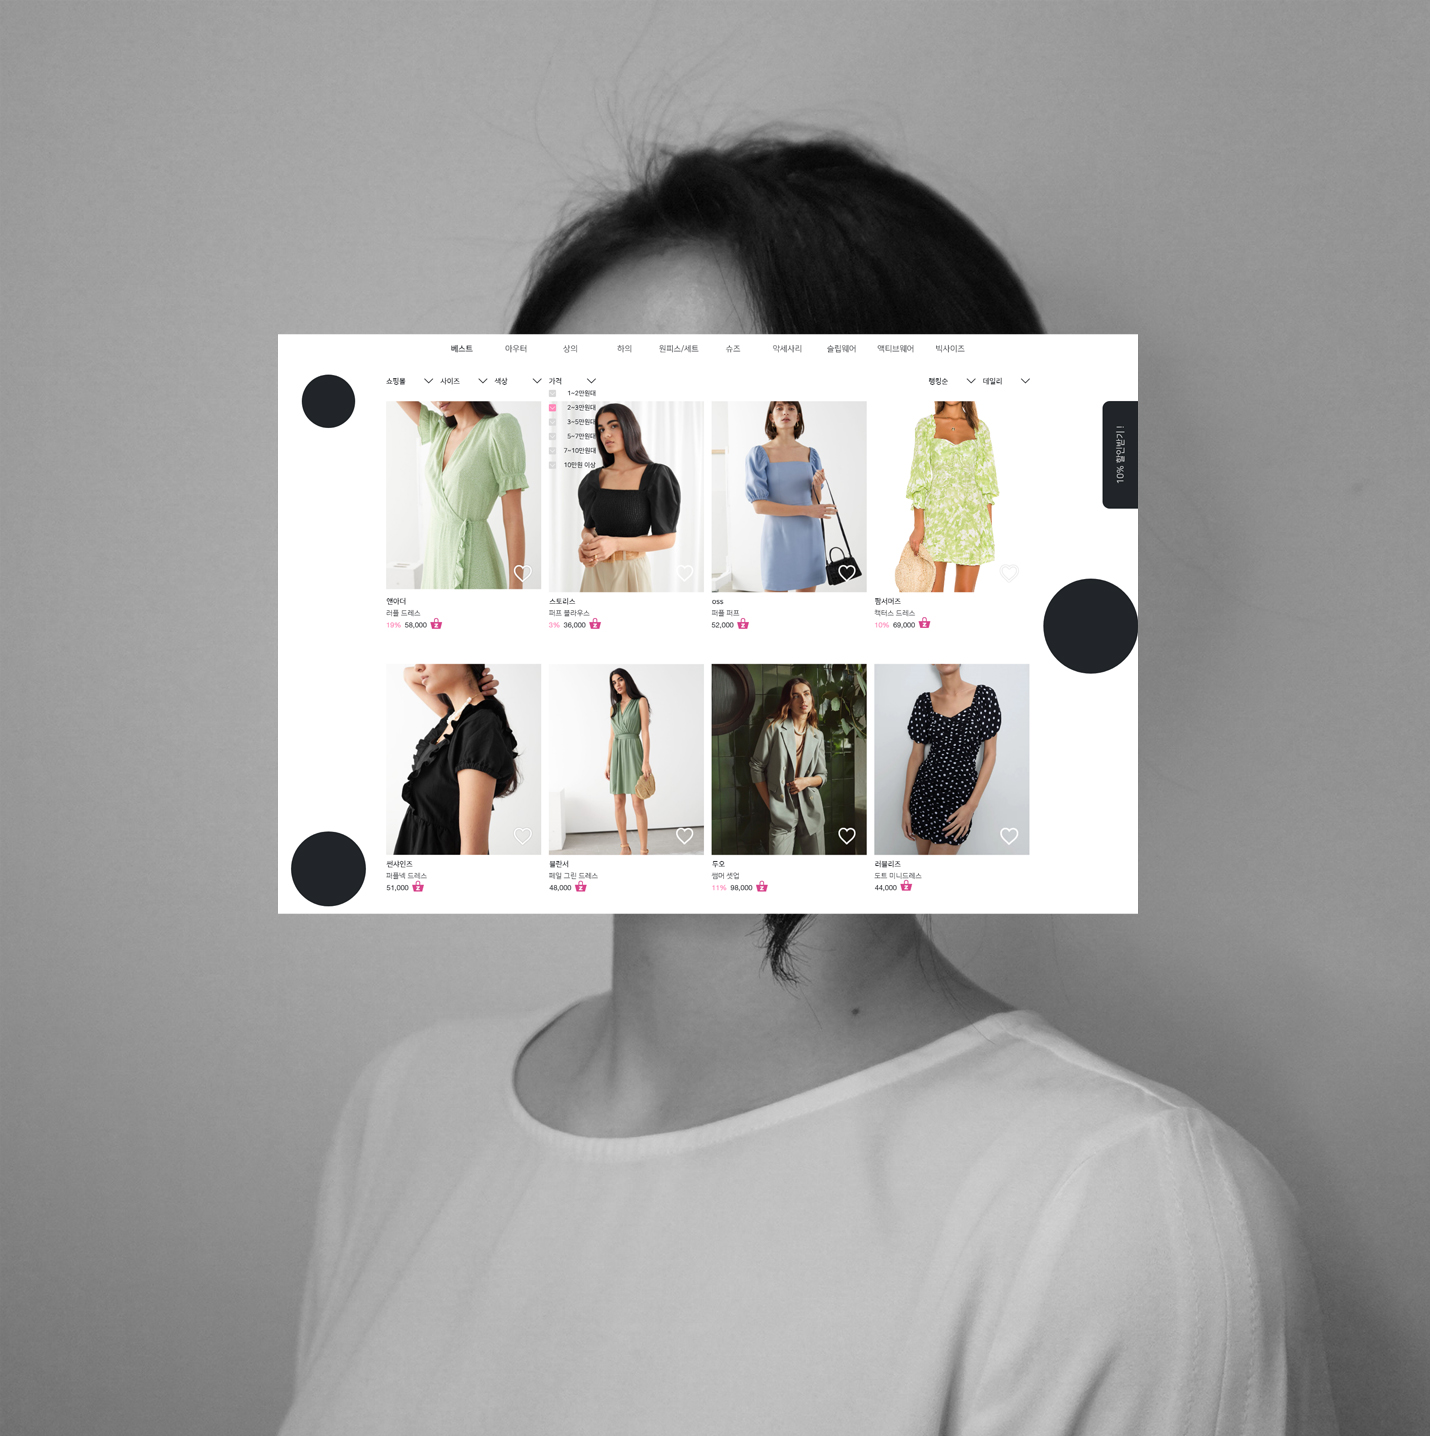 베스트 아우터 상의 하의 원피스/세트 슈즈 악세사리 슬립웨어 액티브웨어 빅사이즈
쇼핑몰 사이즈 색상 가격 랭킹순 데일리
1~2만원대
2~3만원대
3~5만원대
5~7만원대
7~10만원대
10만원 이상
10% 할인받기!
앤아더
러플 드레스
19% 58,000
스토리스
퍼프 블라우스
3% 36,000
oss
퍼플 퍼프
52,000
핑서머즈
잭터스 드레스
10% 69,000
썬샤인즈
퍼플넥 드레스
51,000
블란서
페일 그린 드레스
48,000
두오
썸머 셋업
11% 98,000
러블리즈
도트 미니드레스
44,000